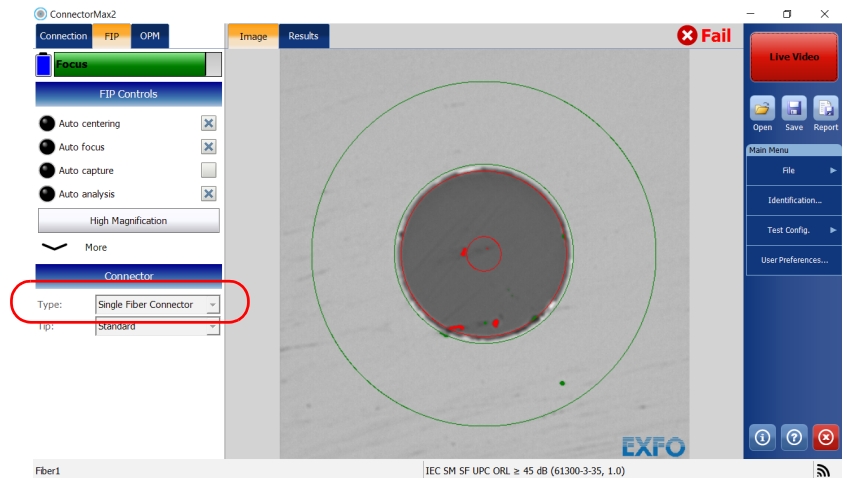 ConnectorMax2
Connection FIP OPM
Image Results
Fail
Live Video
Focus
FIP Controls
Auto centering
Auto focus
Auto capture
Auto analysis
High Magnification
More
Connector
Type: Single Fiber Connector
Tip: Standard
Open Save Report
Main Menu
File
Identification...
Test Config.
User Preferences...
EXFO
Fiber1
IEC SM SF UPC ORL ≥ 45 dB (61300-3-35, 1.0)